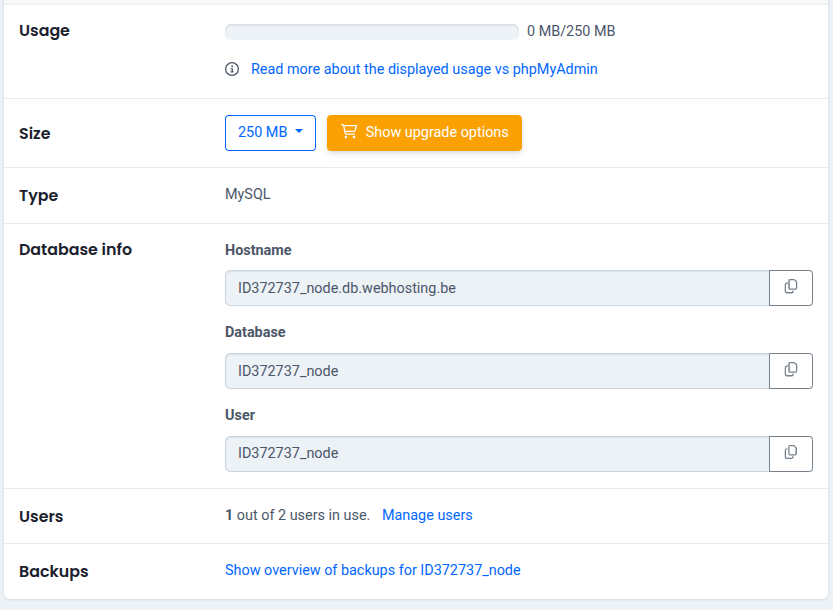 Usage
0 MB/250 MB
Read more about the displayed usage vs phpMyAdmin
Size
250 MB
Show upgrade options
Type
MySQL
Database info
Hostname
ID372737_node.db.webhosting.be
Database
ID372737_node
User
ID372737_node
Users
1 out of 2 users in use. Manage users
Backups
Show overview of backups for ID372737_node